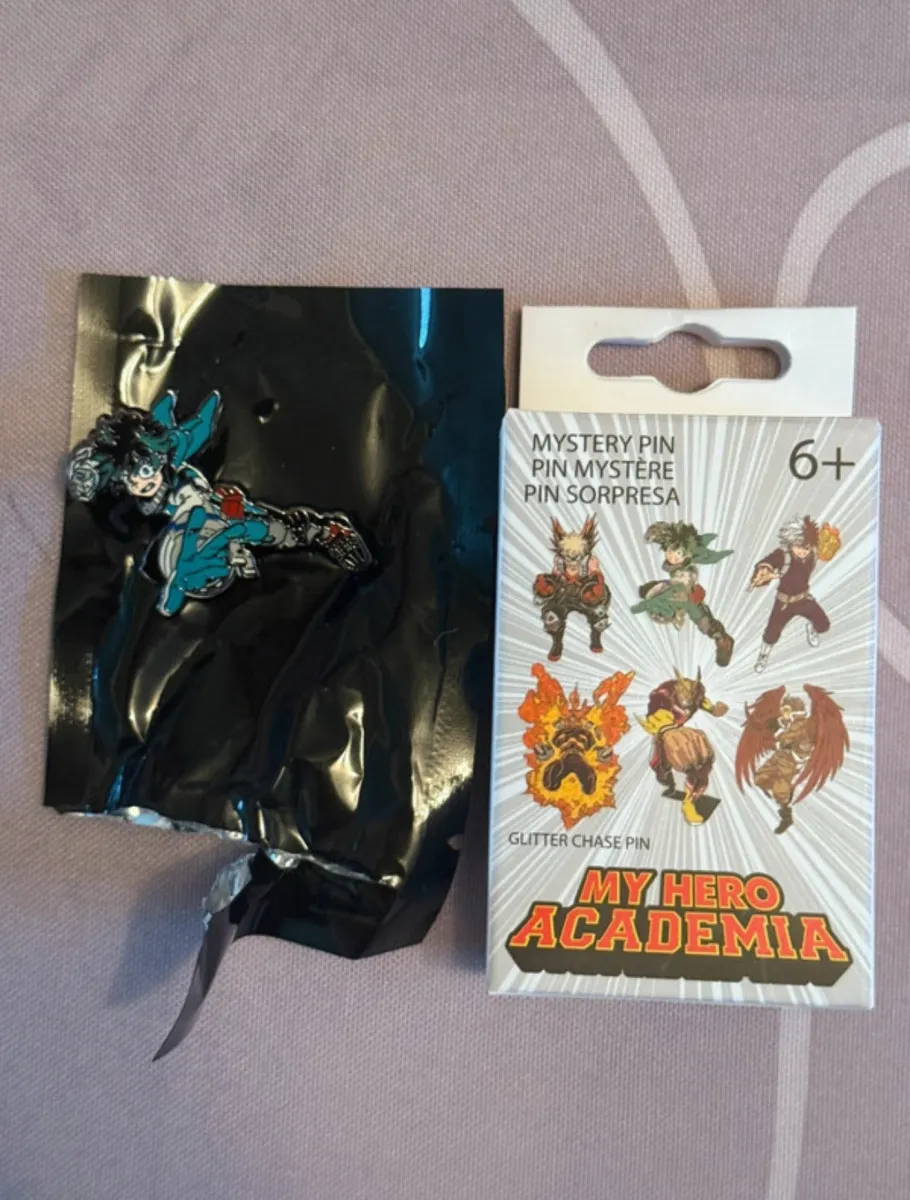 MYSTERY PIN
PIN MYSTÈRE
PIN SORPRESA
6+
GLITTER CHASE PIN
MY HERO
ACADEMIA